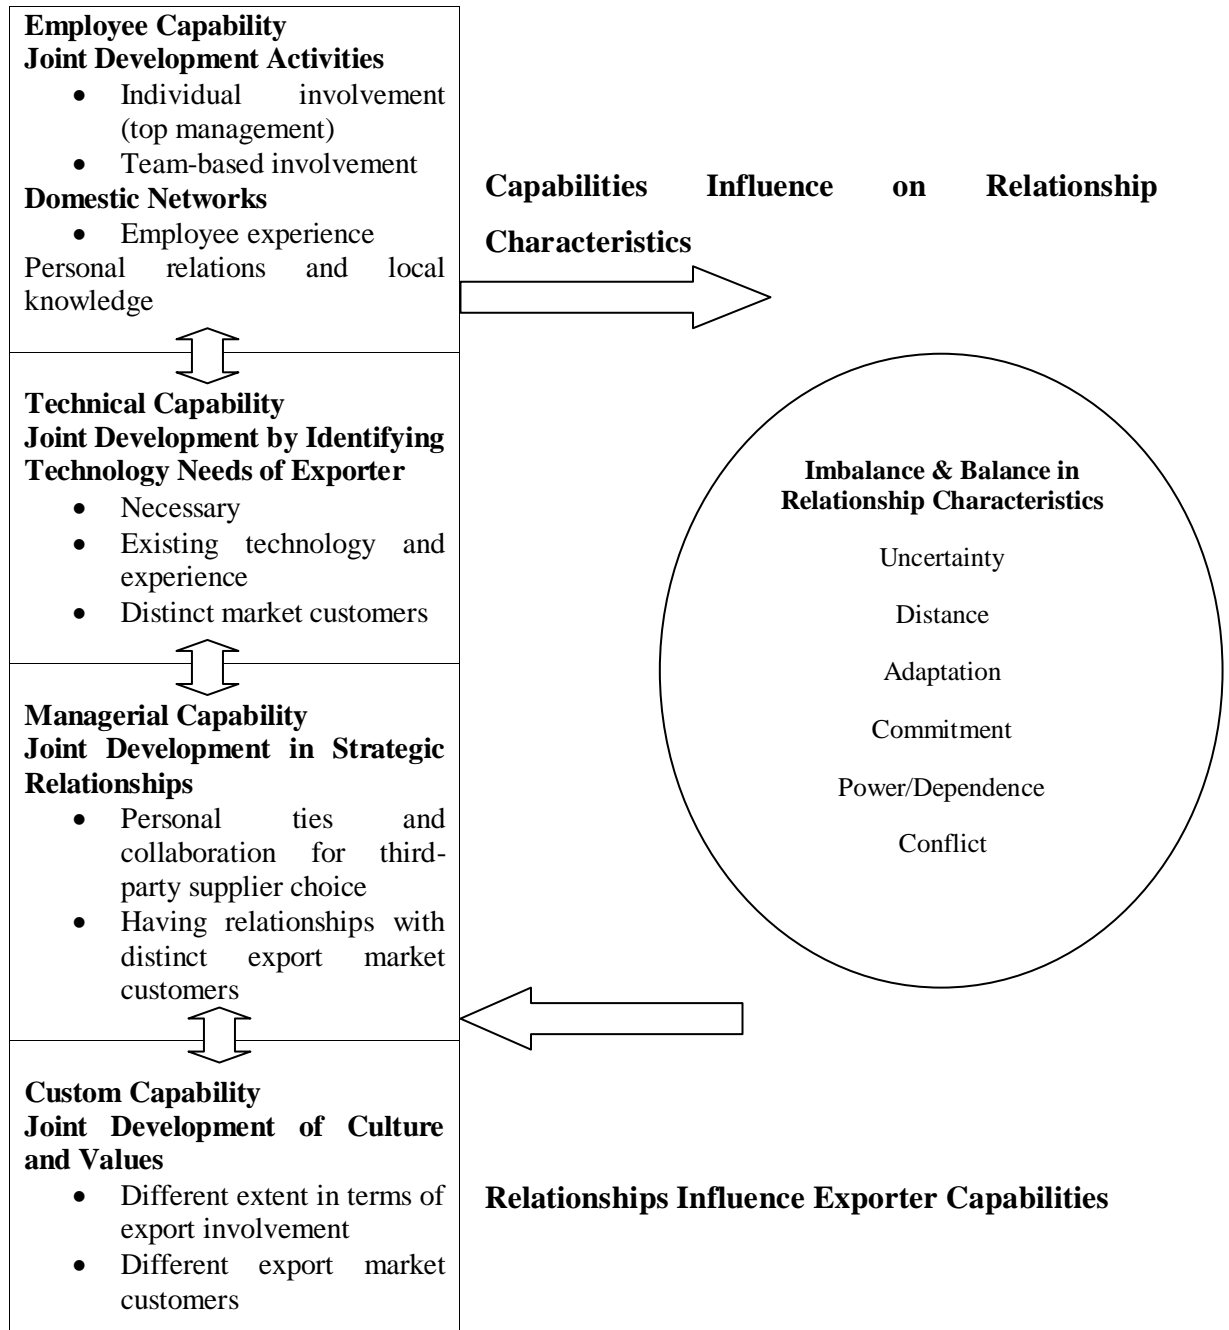 Employee Capability
Joint Development Activities
• Individual involvement
(top management)
• Team-based involvement
Domestic Networks
• Employee experience
Personal relations and local
knowledge
Technical Capability
Joint Development by Identifying
Technology Needs of Exporter
• Necessary
• Existing technology and
experience
• Distinct market customers
Managerial Capability
Joint Development in Strategic
Relationships
• Personal ties and
collaboration for third-
party supplier choice
• Having relationships with
distinct export market
customers
Custom Capability
Joint Development of Culture
and Values
• Different extent in terms of
export involvement
• Different export market
customers
Capabilities Influence on Relationship
Characteristics
Imbalance & Balance in
Relationship Characteristics
Uncertainty
Distance
Adaptation
Commitment
Power/Dependence
Conflict
Relationships Influence Exporter Capabilities